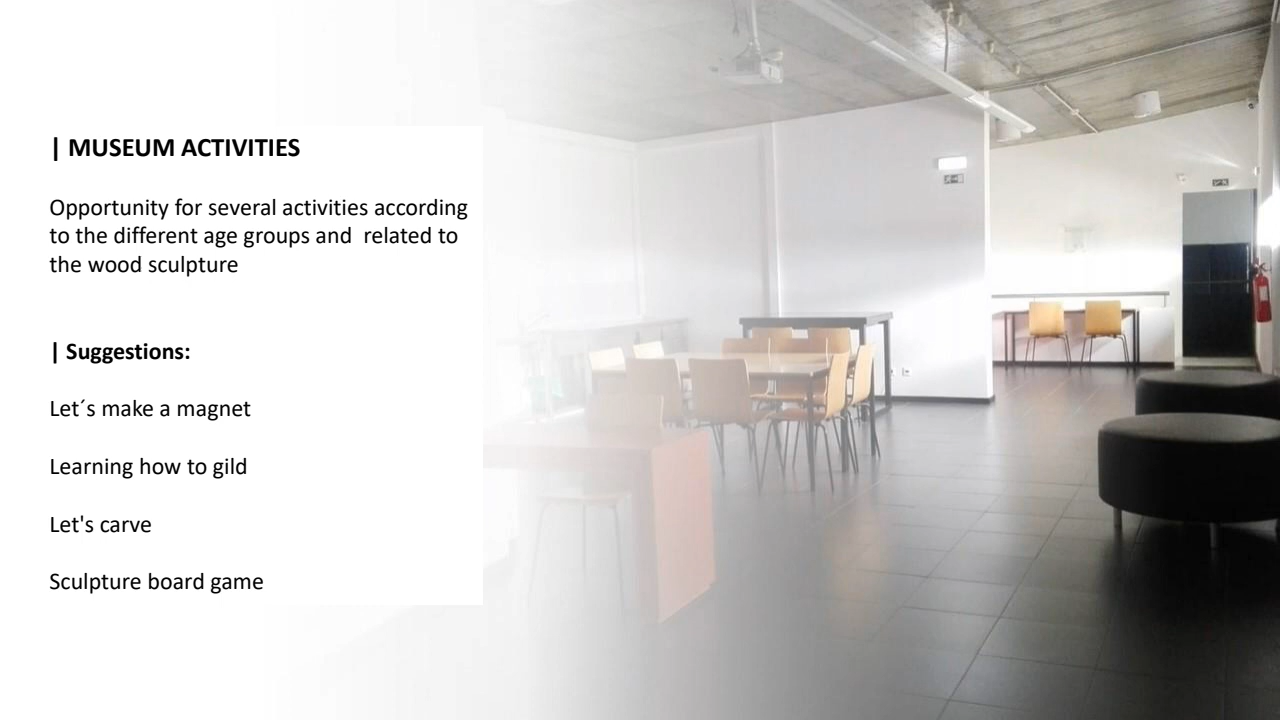 | MUSEUM ACTIVITIES
Opportunity for several activities according
to the different age groups and  related to
the wood sculpture
| Suggestions:
Let´s make a magnet
Learning how to gild
Let's carve
Sculpture board game